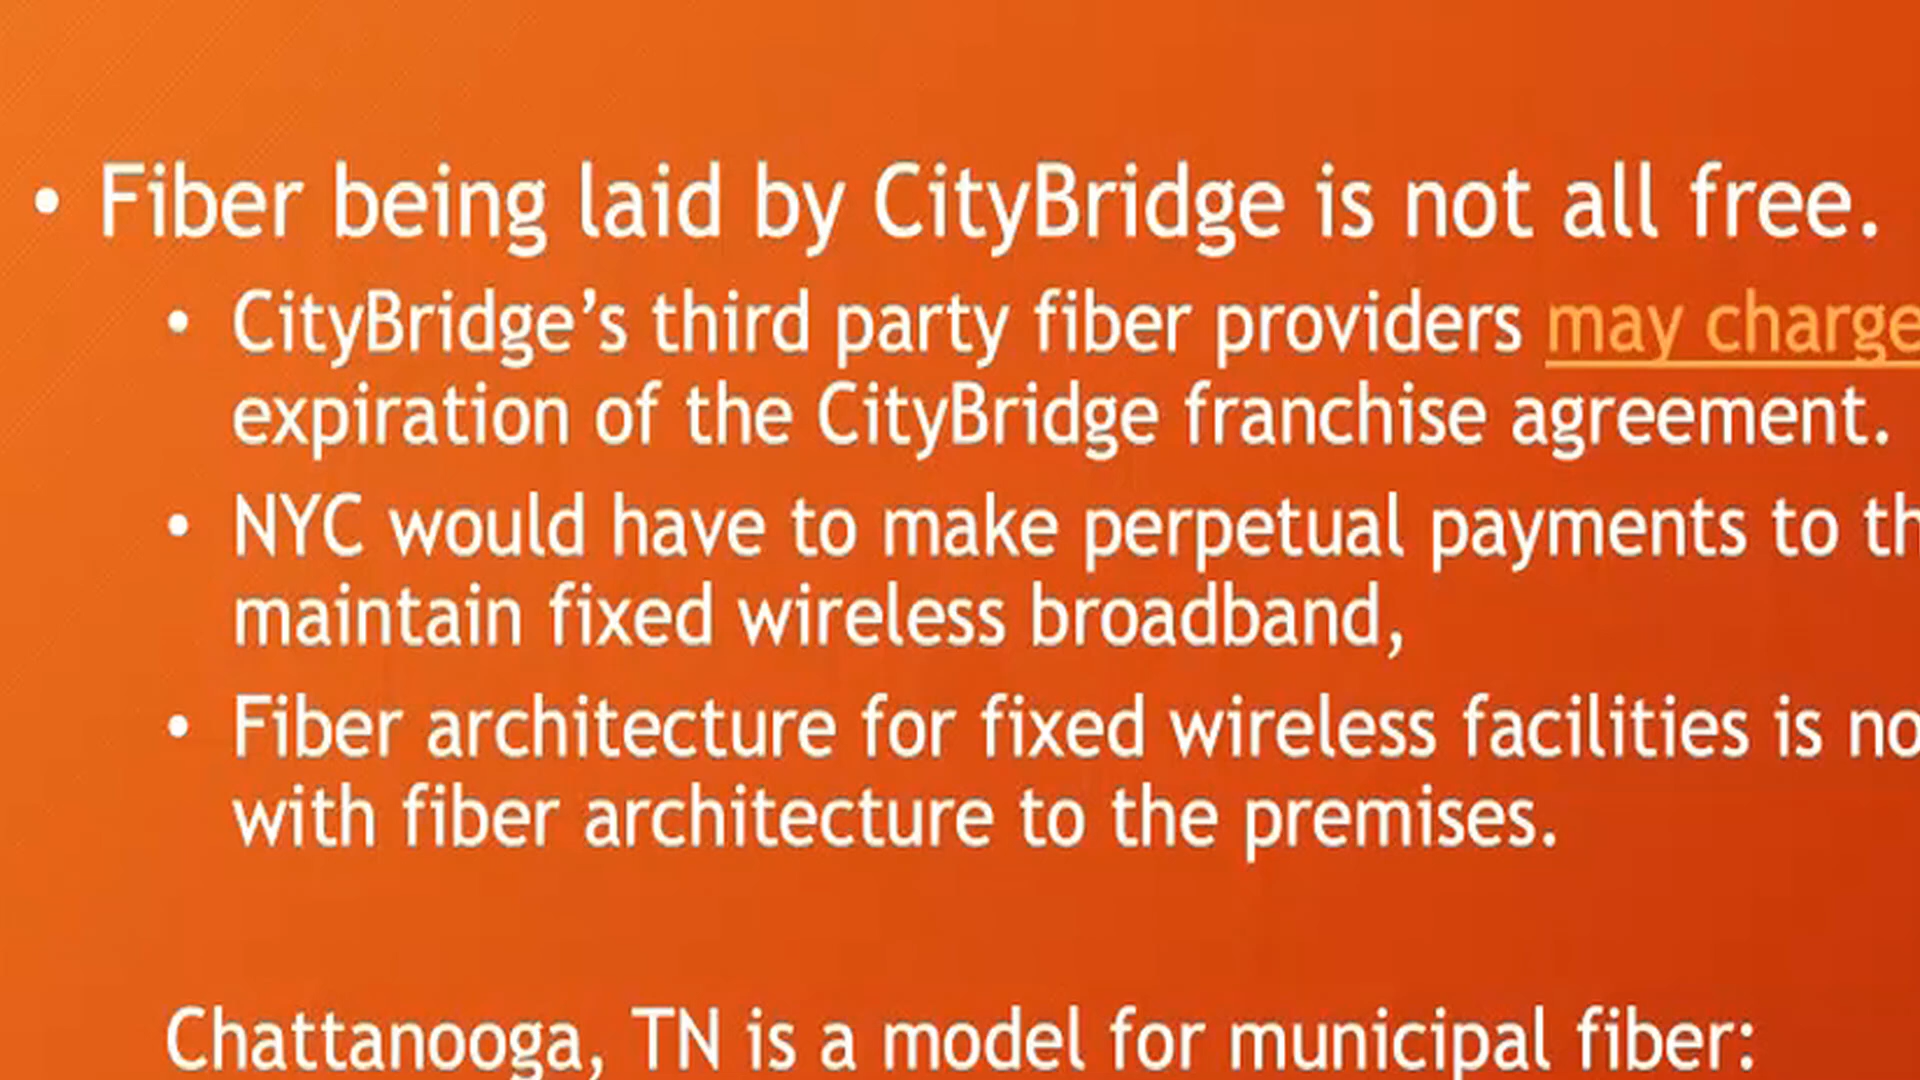 • Fiber being laid by CityBridge is not all free.
• CityBridge’s third party fiber providers may charge
expiration of the CityBridge franchise agreement.
• NYC would have to make perpetual payments to th
maintain fixed wireless broadband,
• Fiber architecture for fixed wireless facilities is no
with fiber architecture to the premises.
Chattanooga, TN is a model for municipal fiber: